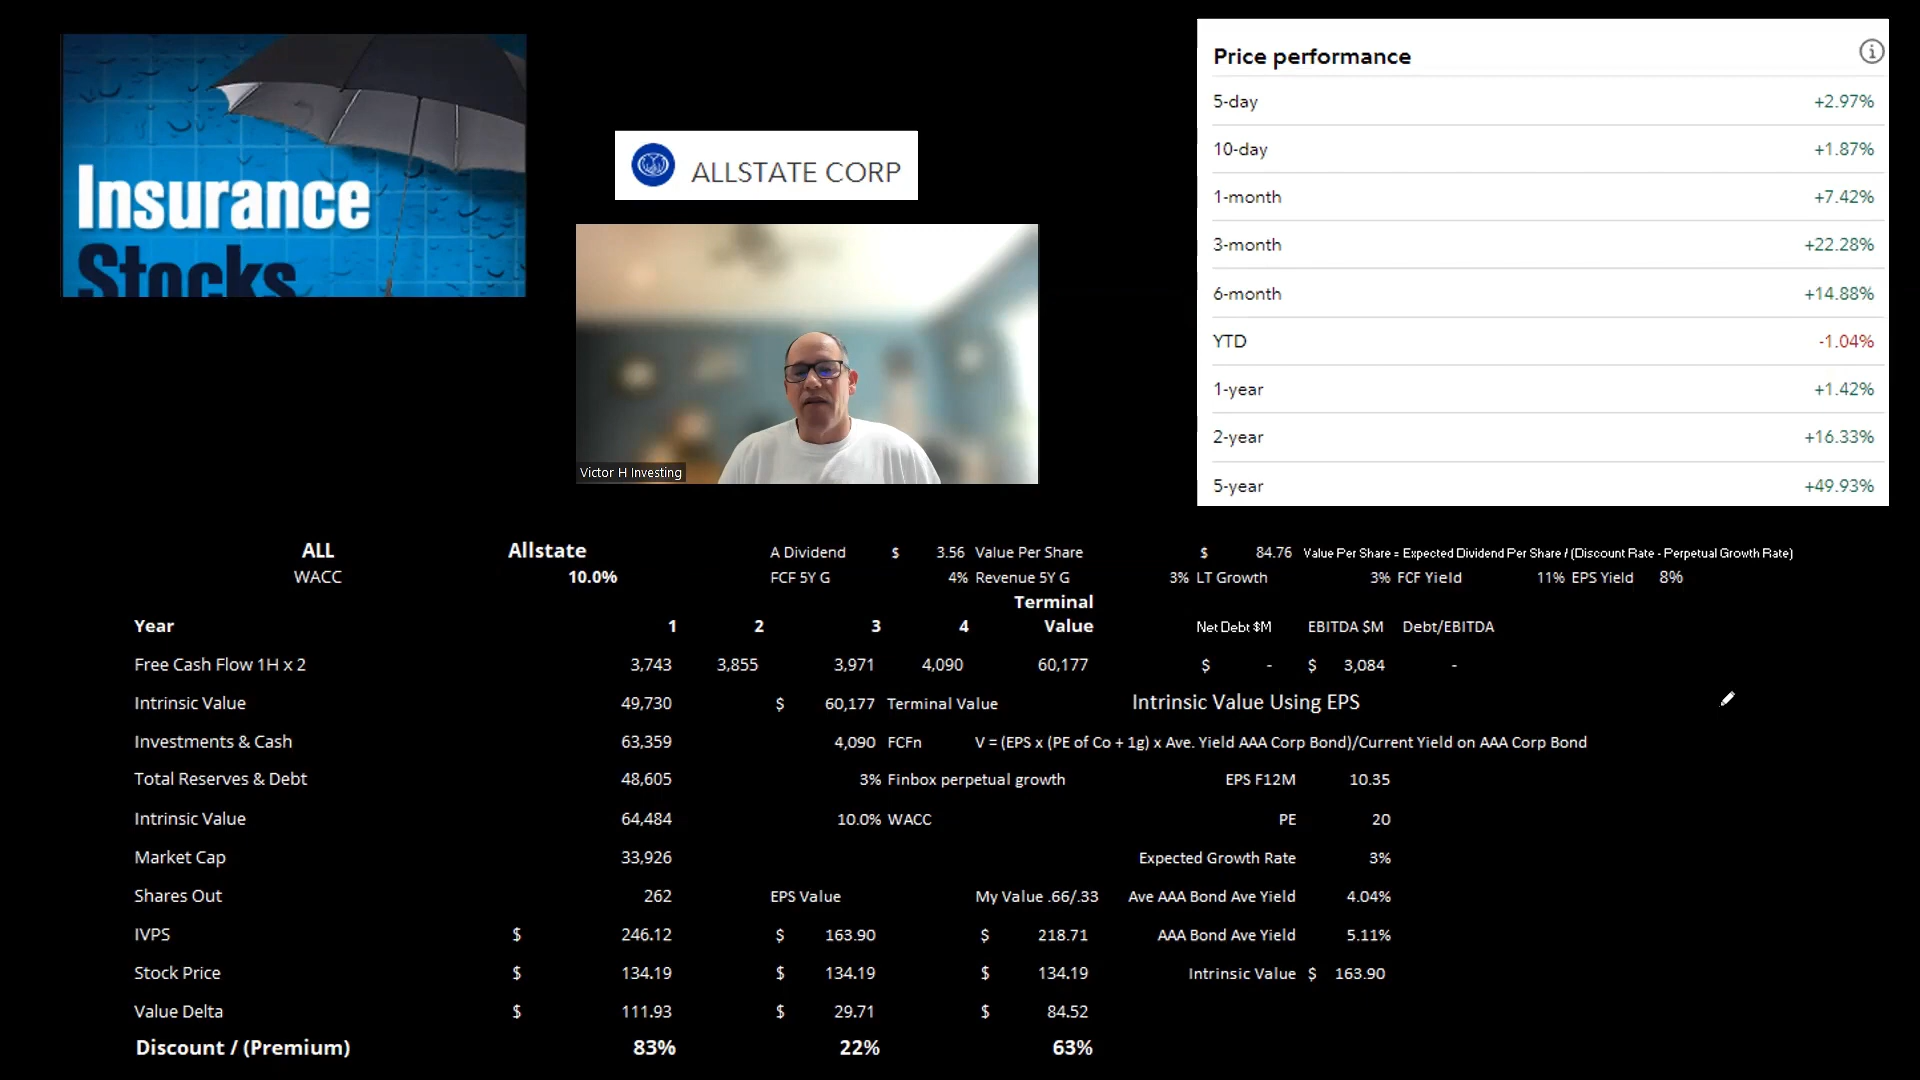 Insurance
Stocks
ALLSTATE CORP
Victor H Investing
Price performance
5-day +2.97%
10-day +1.87%
1-month +7.42%
3-month +22.28%
6-month +14.88%
YTD -1.04%
1-year +1.42%
2-year +16.33%
5-year +49.93%
ALL Allstate A Dividend $ 3.56 Value Per Share $ 84.76 Value Per Share = Expected Dividend Per Share / (Discount Rate - Perpetual Growth Rate)
WACC 10.0% FCF 5Y G 4% Revenue 5Y G 3% LT Growth 3% FCF Yield 11% EPS Yield 8%
Terminal
Year 1 2 3 4 Value Net Debt $M EBITDA $M Debt/EBITDA
Free Cash Flow 1H x 2 3,743 3,855 3,971 4,090 60,177 $ - $ 3,084 -
Intrinsic Value 49,730 $ 60,177 Terminal Value Intrinsic Value Using EPS
Investments & Cash 63,359 4,090 FCFn V = (EPS x (PE of Co + 1g) x Ave. Yield AAA Corp Bond)/Current Yield on AAA Corp Bond
Total Reserves & Debt 48,605 3% Finbox perpetual growth EPS F12M 10.35
Intrinsic Value 64,484 10.0% WACC PE 20
Market Cap 33,926 Expected Growth Rate 3%
Shares Out 262 EPS Value My Value .66/.33 Ave AAA Bond Ave Yield 4.04%
IVPS $ 246.12 $ 163.90 $ 218.71 AAA Bond Ave Yield 5.11%
Stock Price $ 134.19 $ 134.19 $ 134.19 Intrinsic Value $ 163.90
Value Delta $ 111.93 $ 29.71 $ 84.52
Discount / (Premium) 83% 22% 63%